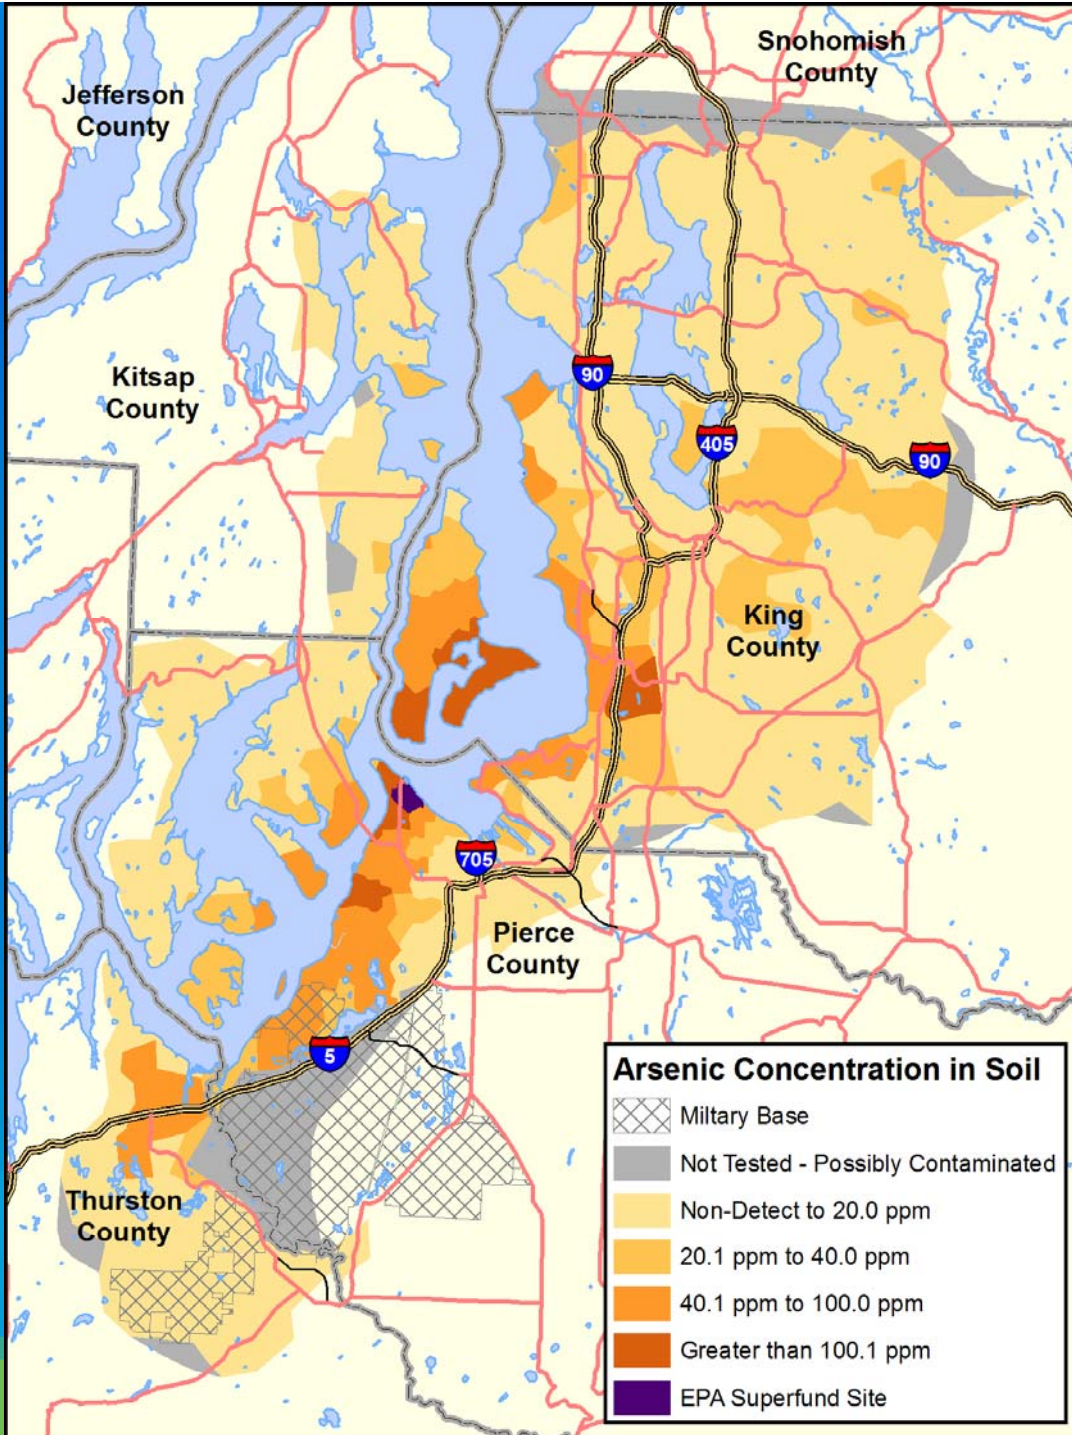 Snohomish
County
Jefferson
County
90
Kitsap
County
405
90
King
County
705
Pierce
County
5
Thurston
County
Arsenic Concentration in Soil
Miltary Base
Not Tested - Possibly Contaminated
Non-Detect to 20.0 ppm
20.1 ppm to 40.0 ppm
40.1 ppm to 100.0 ppm
Greater than 100.1 ppm
EPA Superfund Site